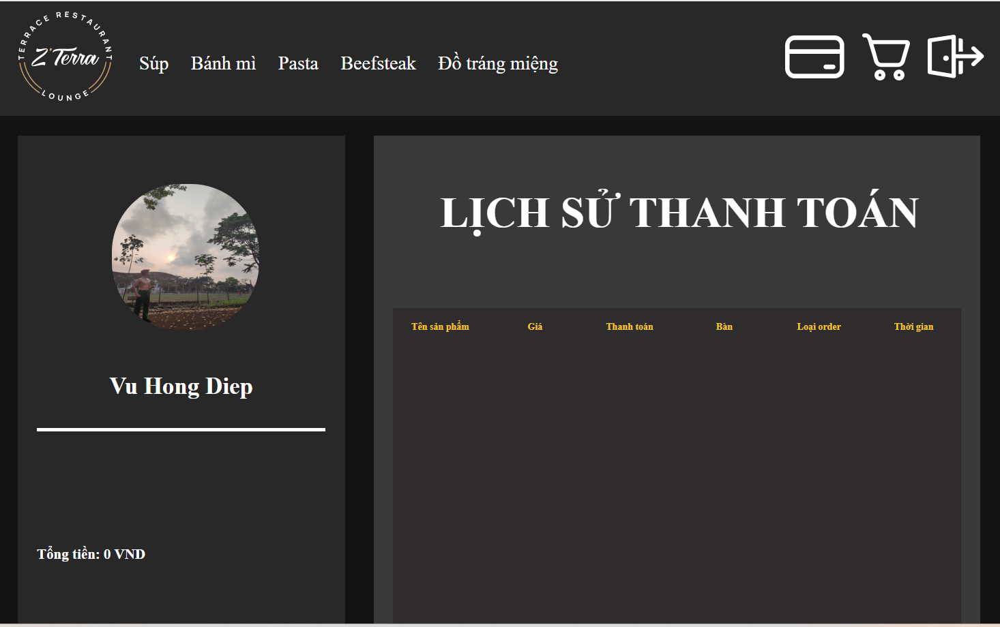 TERRACE RESTAURANT
Z'Terra
LOUNGE
Súp Bánh mì Pasta Beefsteak Đồ tráng miệng
Vu Hong Diep
Tổng tiền: 0 VND
LỊCH SỬ THANH TOÁN
Tên sản phẩm Giá Thanh toán Bàn Loại order Thời gian